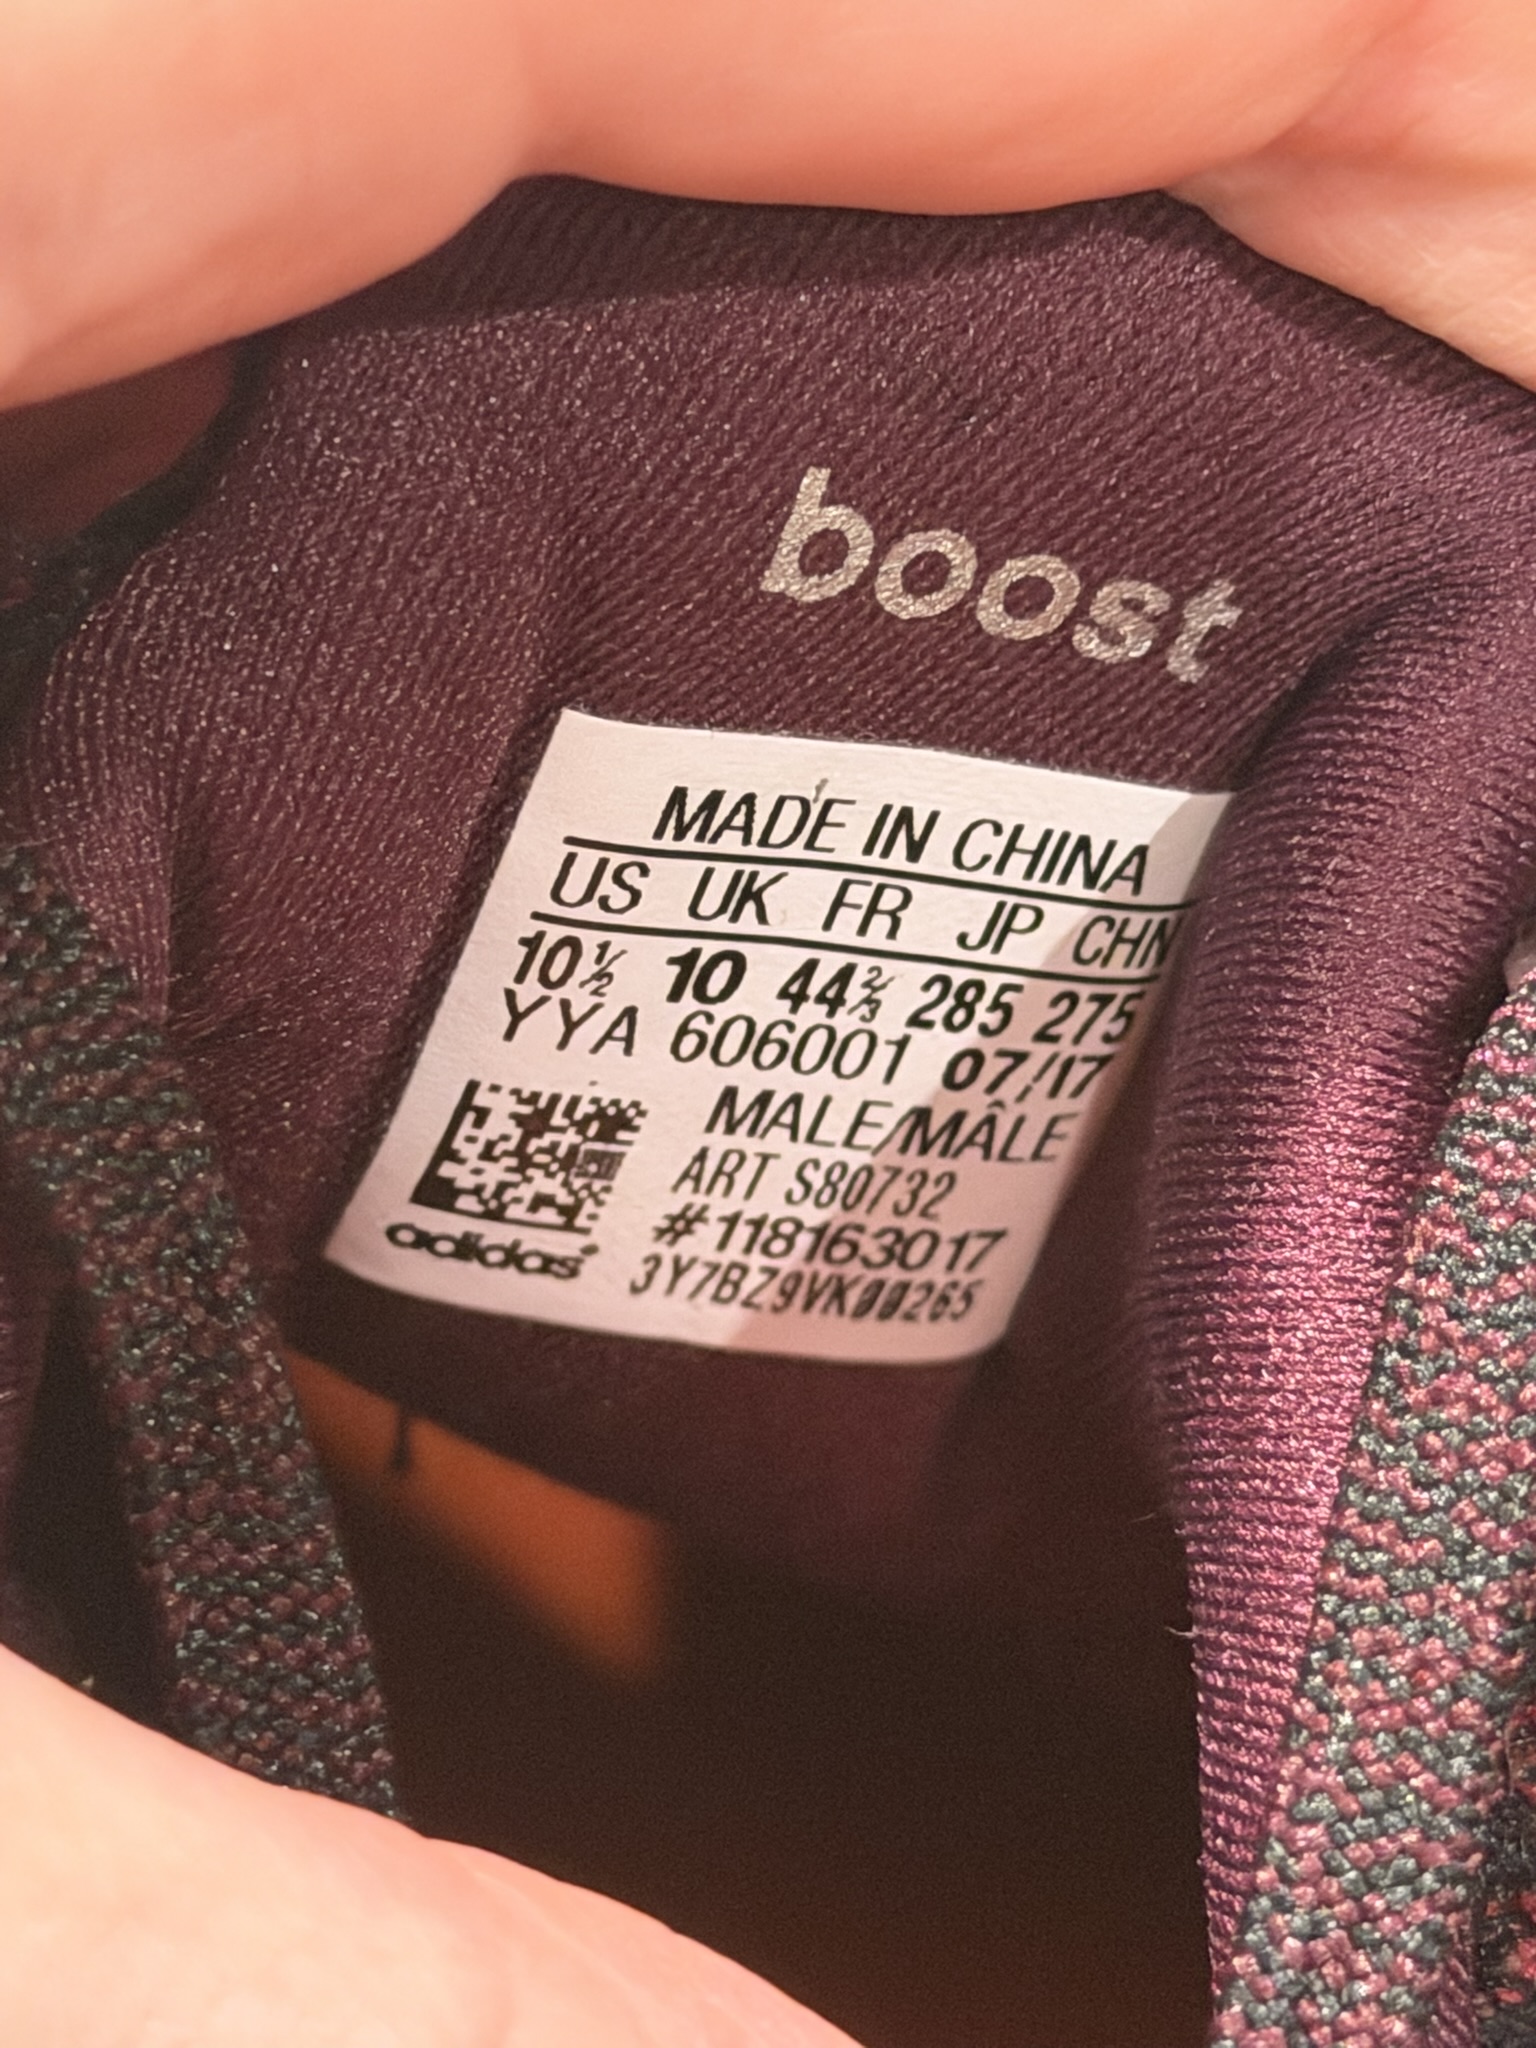 boost
MADE IN CHINA
US UK FR JP CHN
10½ 10 44⅔ 285 275
YYA 606001 07/17
MALE/MÂLE
ART S80732
#118163017
adidas
3Y7BZ9VK00265